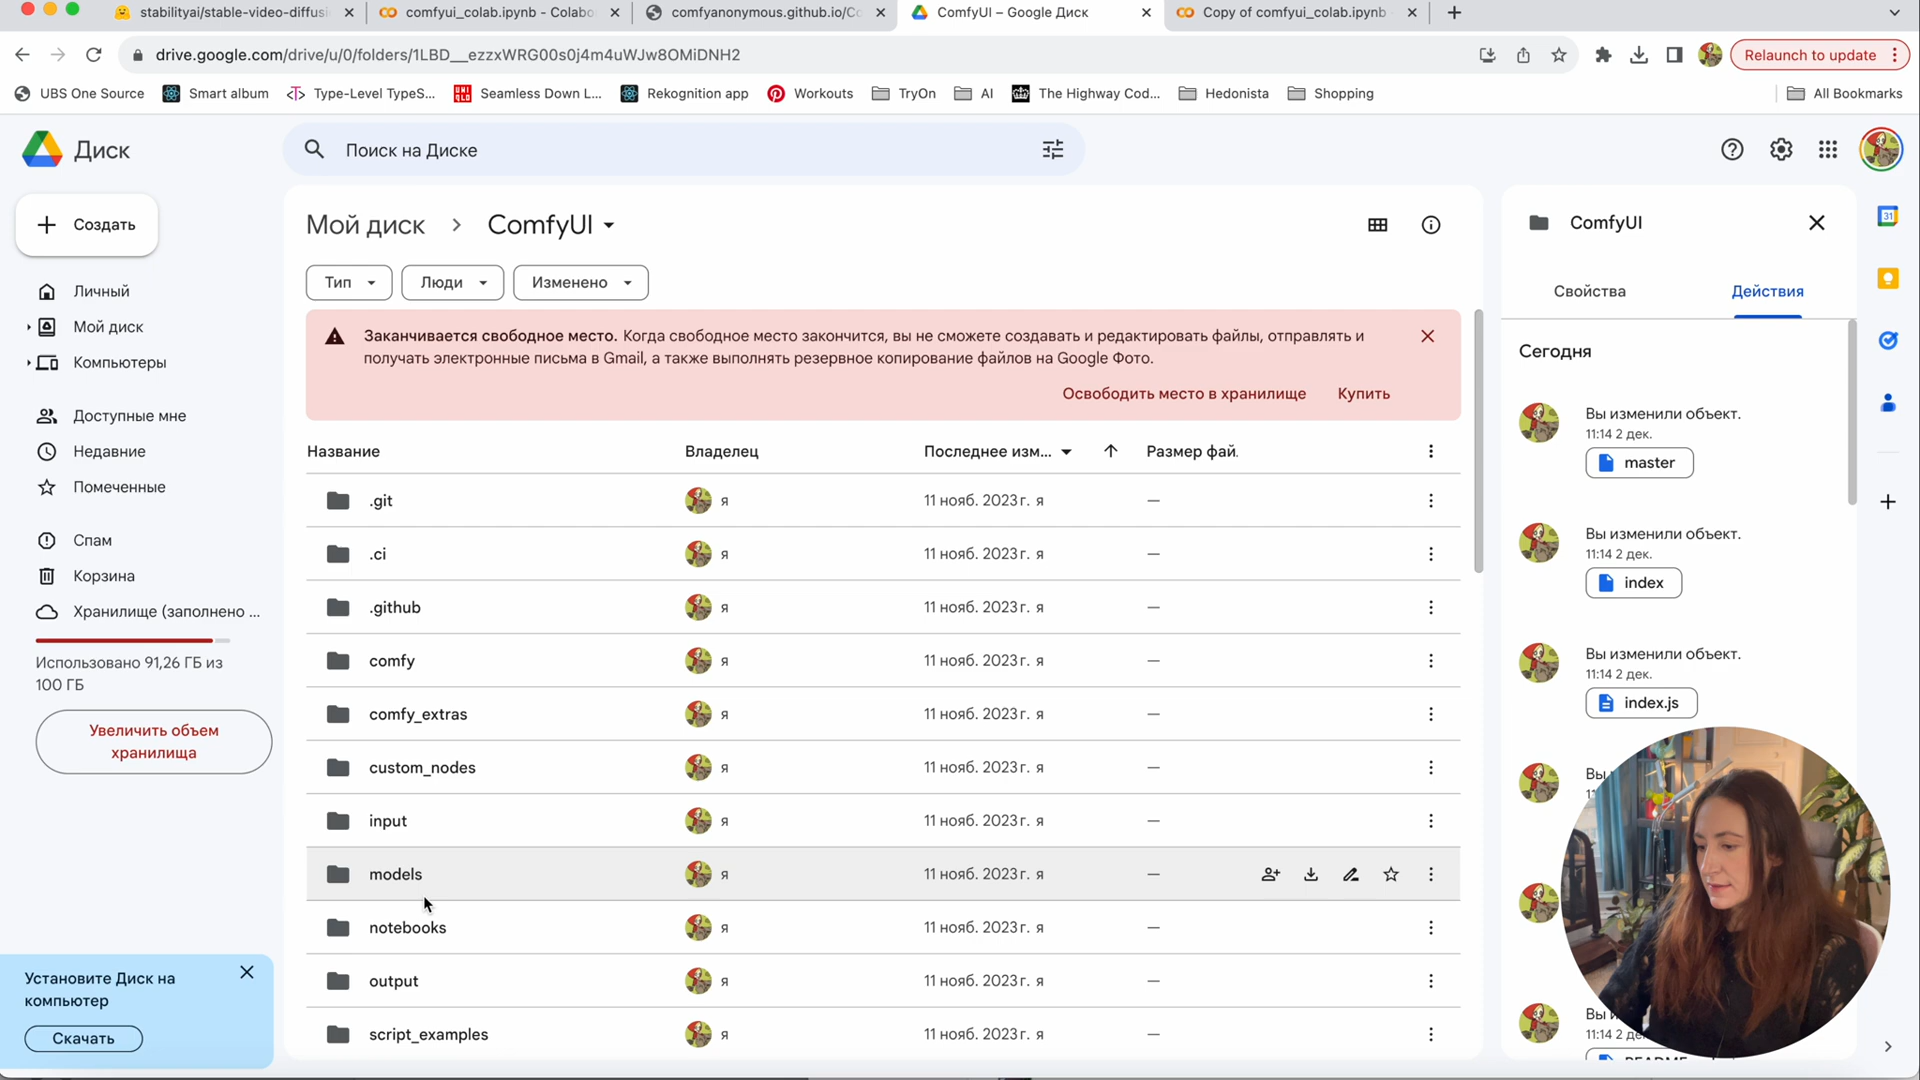 stabilityai/stable-video-diffusi
comfyui_colab.ipynb - Colabo
comfyanonymous.github.io/Co
ComfyUI – Google Диск
Copy of comfyui_colab.ipynb
drive.google.com/drive/u/0/folders/1LBD__ezzxWRG00s0j4m4uWJw8OMiDNH2
Relaunch to update
UBS One Source
Smart album
Type-Level TypeS...
Seamless Down L...
Rekognition app
Workouts
TryOn
AI
The Highway Cod...
Hedonista
Shopping
All Bookmarks
Диск
Поиск на Диске
Создать
Личный
Мой диск
Компьютеры
Доступные мне
Недавние
Помеченные
Спам
Корзина
Хранилище (заполнено ...
Использовано 91,26 ГБ из
100 ГБ
Увеличить объем
хранилища
Установите Диск на
компьютер
Скачать
Мой диск
ComfyUI
Тип
Люди
Изменено
Заканчивается свободное место. Когда свободное место закончится, вы не сможете создавать и редактировать файлы, отправлять и
получать электронные письма в Gmail, а также выполнять резервное копирование файлов на Google Фото.
Освободить место в хранилище
Купить
Название Владелец Последнее изм... Размер фай.
.git я 11 нояб. 2023 г. я —
.ci я 11 нояб. 2023 г. я —
.github я 11 нояб. 2023 г. я —
comfy я 11 нояб. 2023 г. я —
comfy_extras я 11 нояб. 2023 г. я —
custom_nodes я 11 нояб. 2023 г. я —
input я 11 нояб. 2023 г. я —
models я 11 нояб. 2023 г. я —
notebooks я 11 нояб. 2023 г. я —
output я 11 нояб. 2023 г. я —
script_examples я 11 нояб. 2023 г. я —
ComfyUI
Свойства
Действия
Сегодня
Вы изменили объект.
11:14 2 дек.
master
Вы изменили объект.
11:14 2 дек.
index
Вы изменили объект.
11:14 2 дек.
index.js
Вы
Вы
11:14 2 де
31